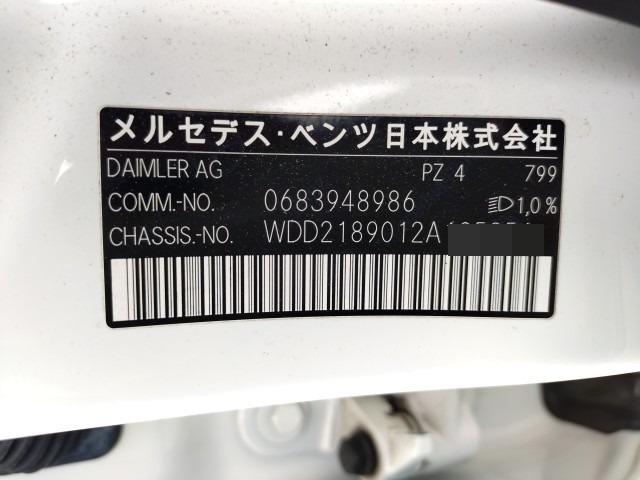 メルセデス・ベンツ日本株式会社
DAIMLER AG PZ 4 799
COMM.-NO. 0683948986 1,0 %
CHASSIS.-NO. WDD2189012A